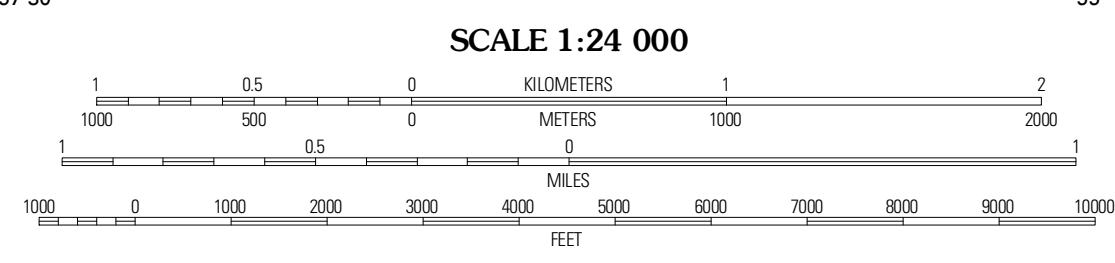 SCALE 1:24 000
1 0.5 0 KILOMETERS 1 2
1000 500 0 METERS 1000 2000
1 0.5 0 1
MILES
1000 0 1000 2000 3000 4000 5000 6000 7000 8000 9000 10000
FEET